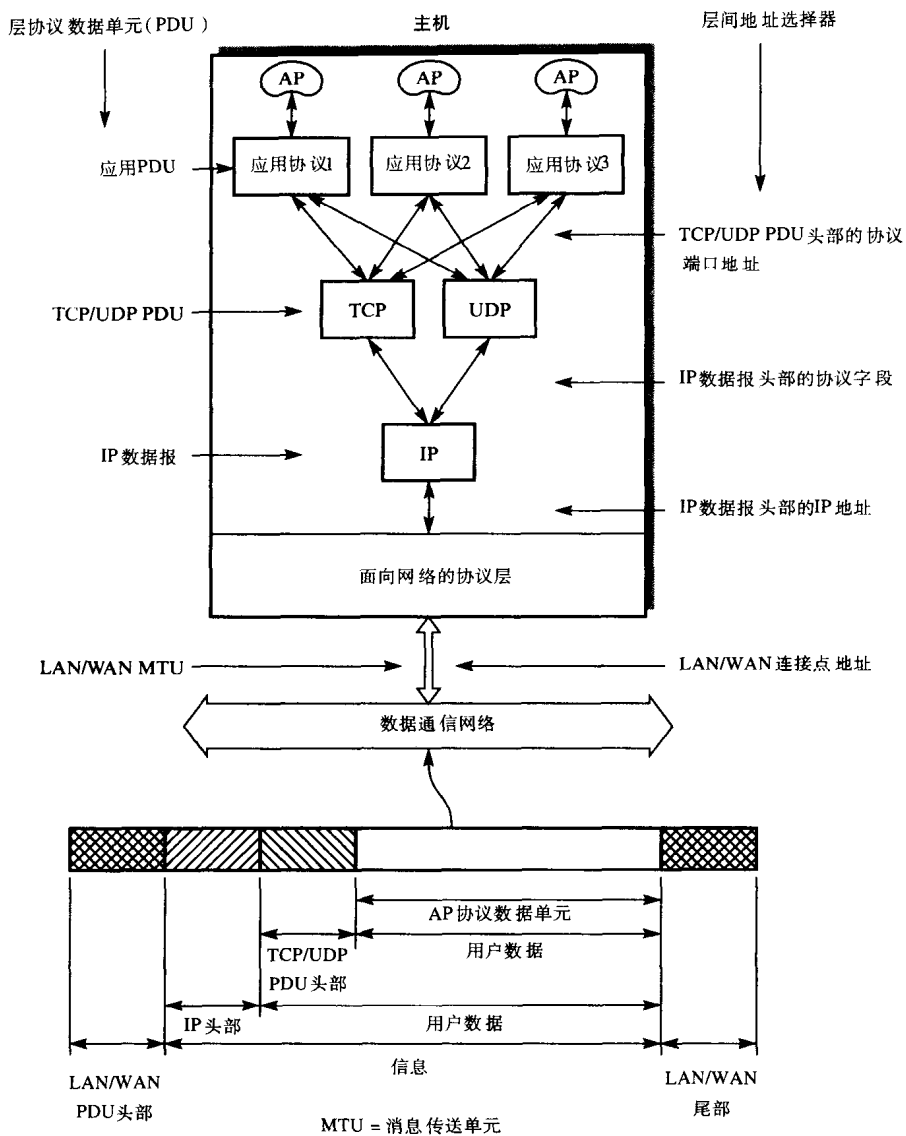 层协议数据单元(PDU)
主机
层间地址选择器
AP
AP
AP
应用PDU
应用协议1
应用协议2
应用协议3
TCP/UDP PDU头部的协议
端口地址
TCP/UDP PDU
TCP
UDP
IP数据报头部的协议字段
IP数据报
IP
IP数据报头部的IP地址
面向网络的协议层
LAN/WAN MTU
LAN/WAN连接点地址
数据通信网络
AP协议数据单元
TCP/UDP
PDU头部
用户数据
IP头部
用户数据
信息
LAN/WAN
PDU头部
LAN/WAN
尾部
MTU = 消息传送单元